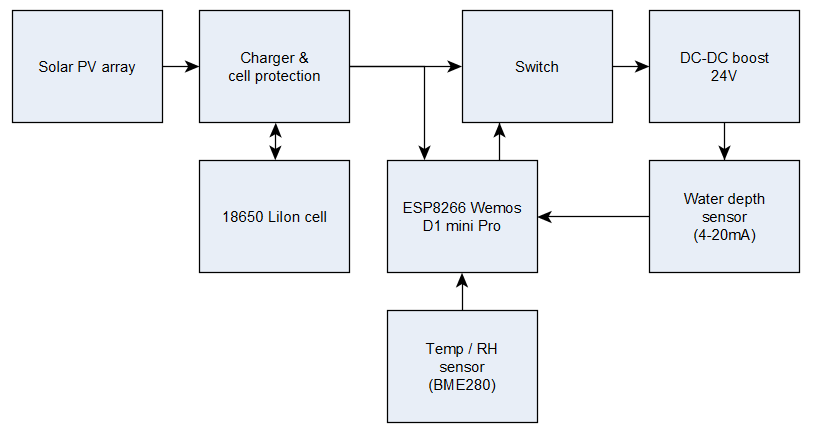 Solar PV array
Charger &
cell protection
Switch
DC-DC boost
24V
18650 LiIon cell
ESP8266 Wemos
D1 mini Pro
Water depth
sensor
(4-20mA)
Temp / RH
sensor
(BME280)